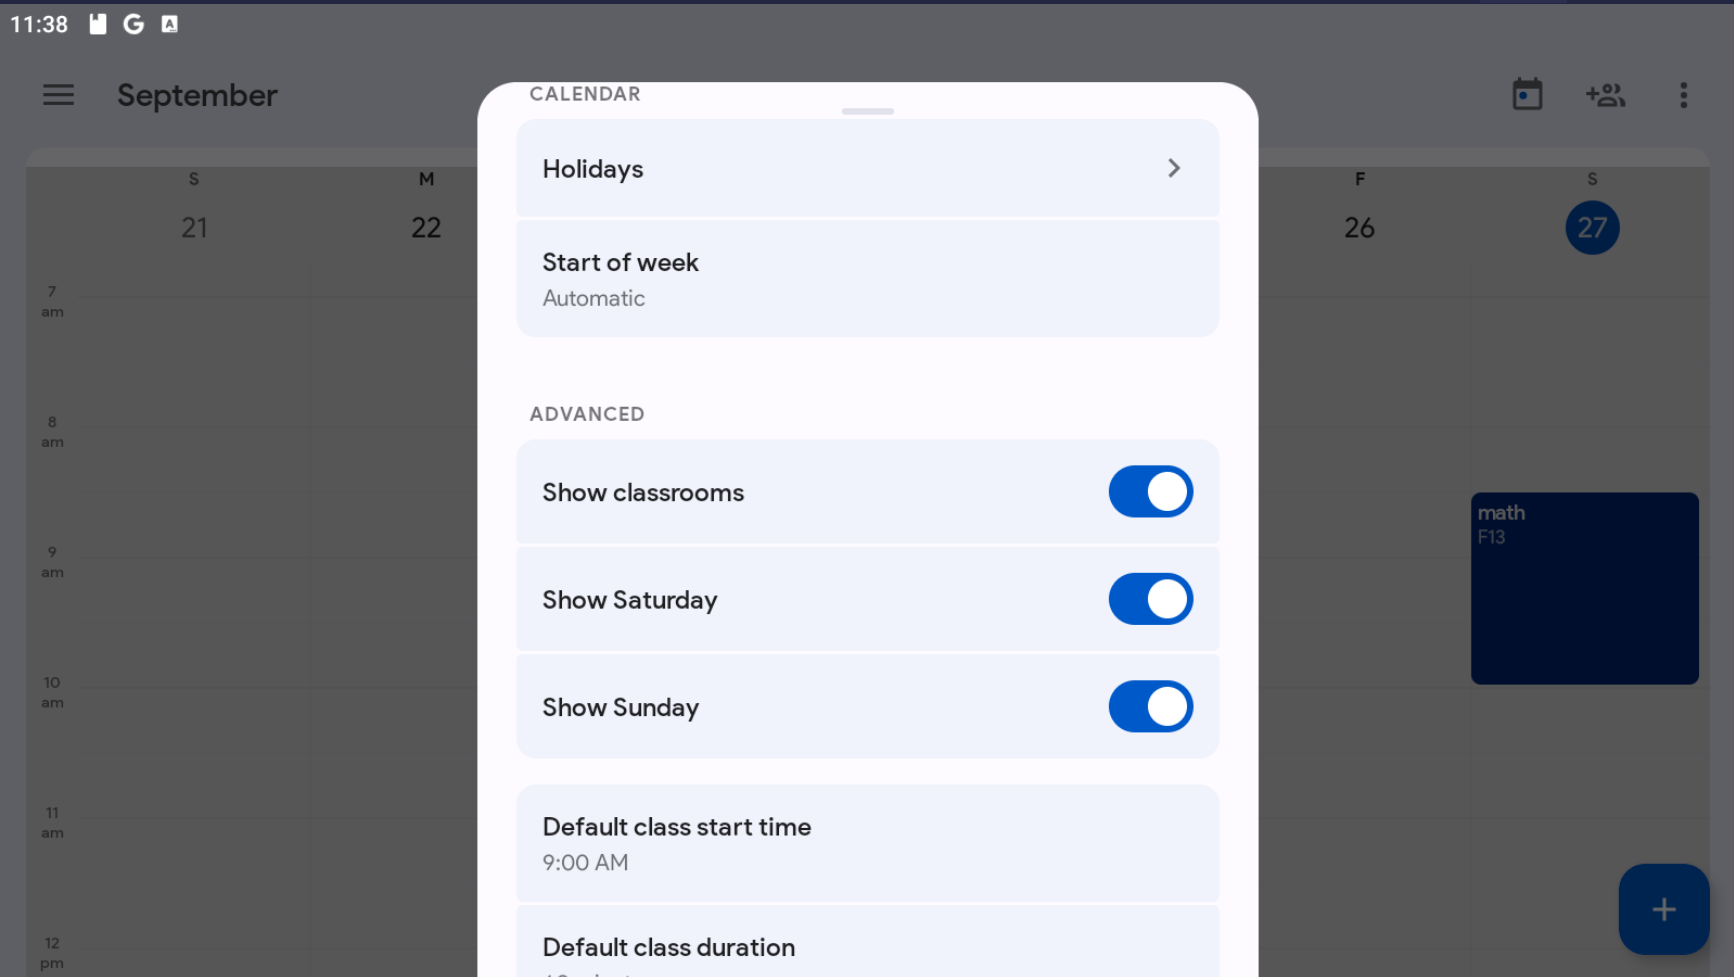 11:38
September
CALENDAR
Holidays
Start of week
Automatic
ADVANCED
Show classrooms
Show Saturday
Show Sunday
Default class start time
9:00 AM
Default class duration
S
21
M
22
F
26
S
27
7
am
8
am
9
am
10
am
11
am
12
pm
math
F13